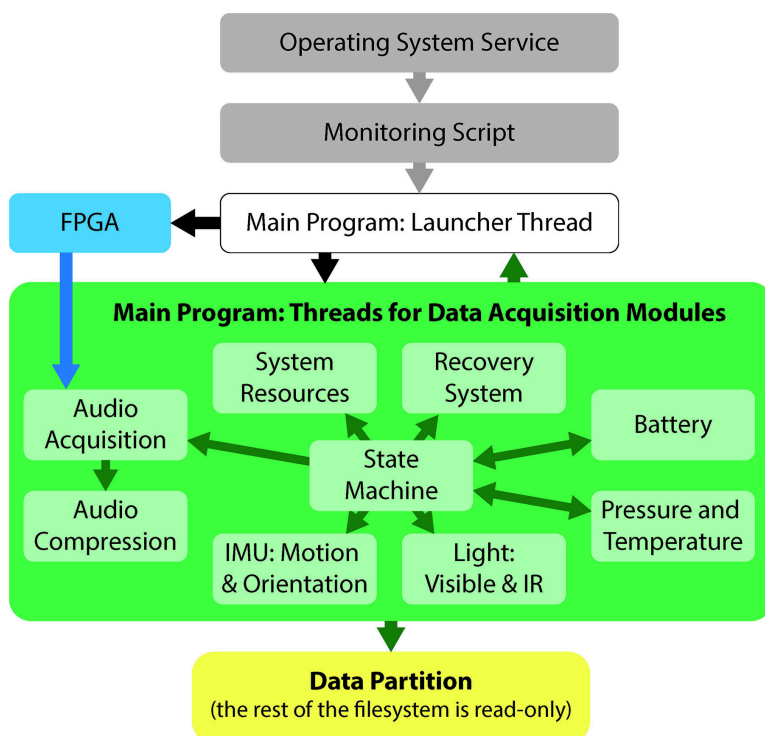 Operating System Service
Monitoring Script
FPGA
Main Program: Launcher Thread
Main Program: Threads for Data Acquisition Modules
System
Resources
Recovery
System
Audio
Acquisition
Battery
State
Machine
Audio
Compression
Pressure and
Temperature
IMU: Motion
& Orientation
Light:
Visible & IR
Data Partition
(the rest of the filesystem is read-only)